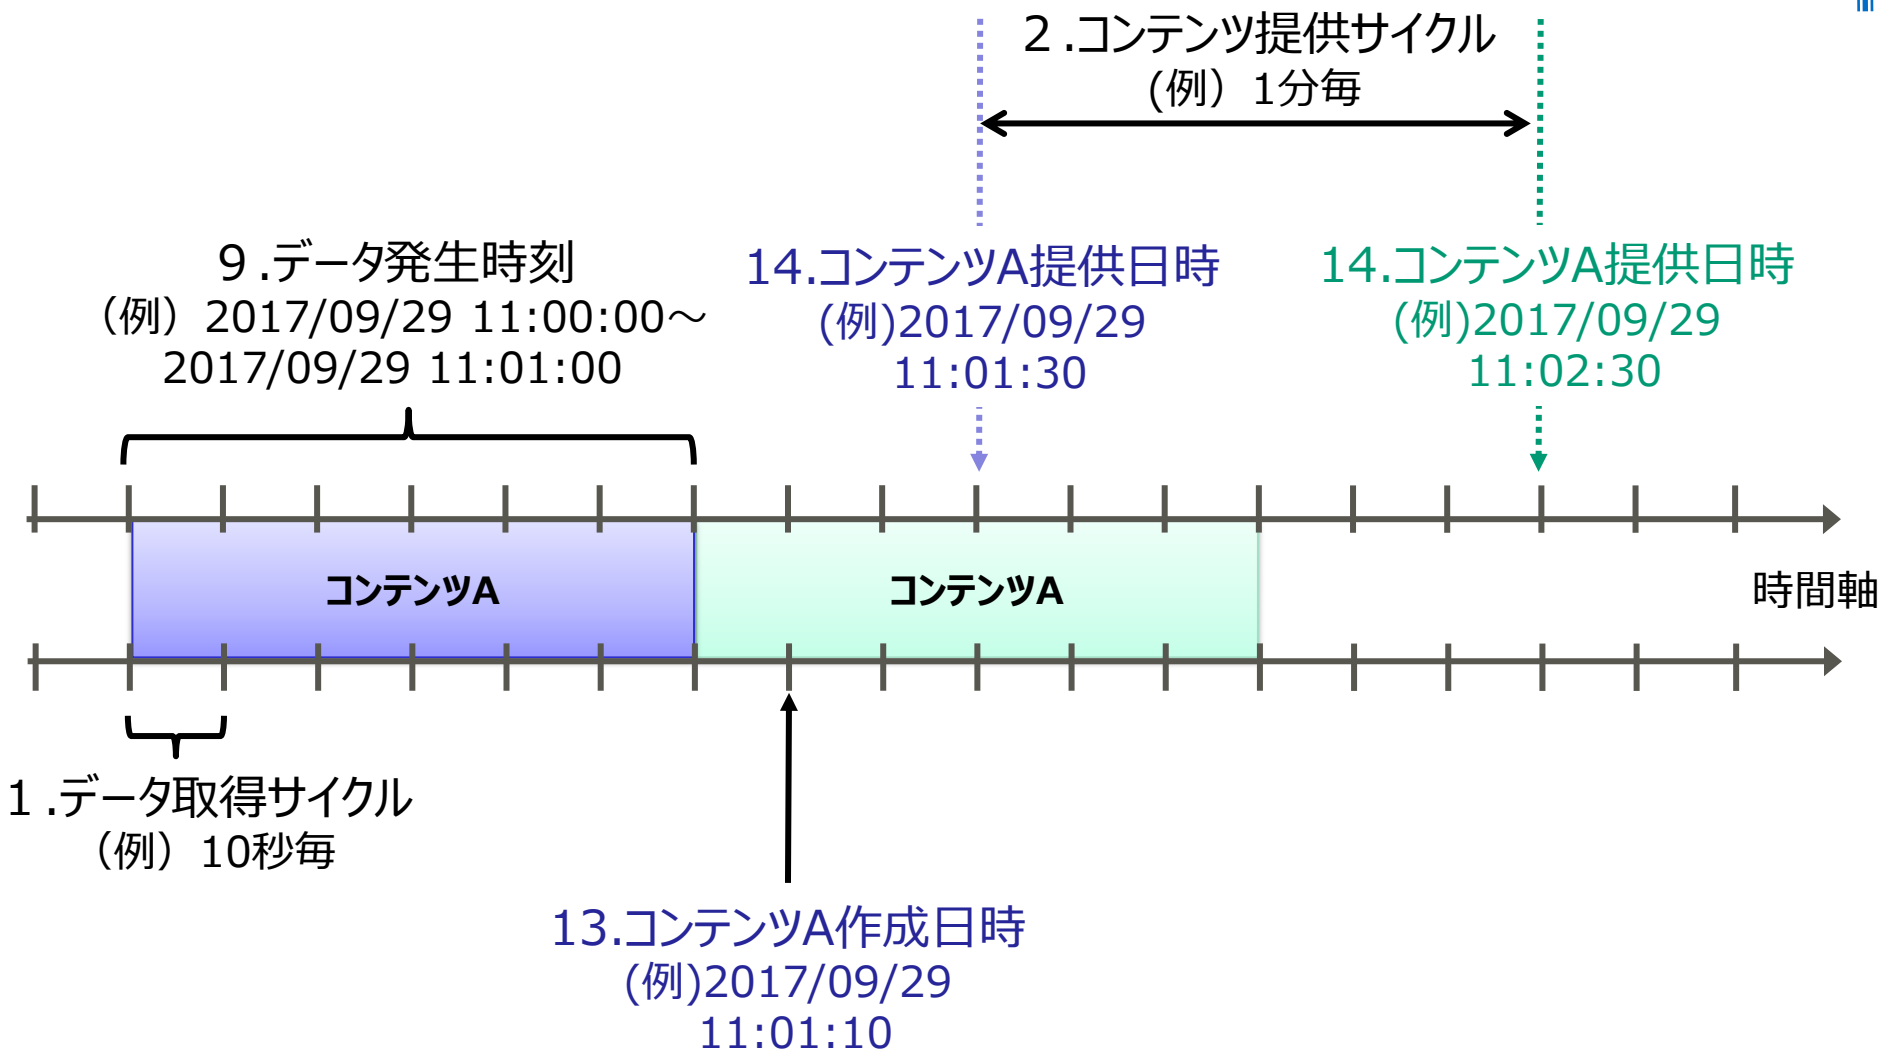 ２.コンテンツ提供サイクル
(例）1分毎
９.データ発生時刻
（例）2017/09/29 11:00:00～
2017/09/29 11:01:00
14.コンテンツA提供日時
(例)2017/09/29
11:01:30
14.コンテンツA提供日時
(例)2017/09/29
11:02:30
コンテンツA
コンテンツA
時間軸
１.データ取得サイクル
（例）10秒毎
13.コンテンツA作成日時
(例)2017/09/29
11:01:10